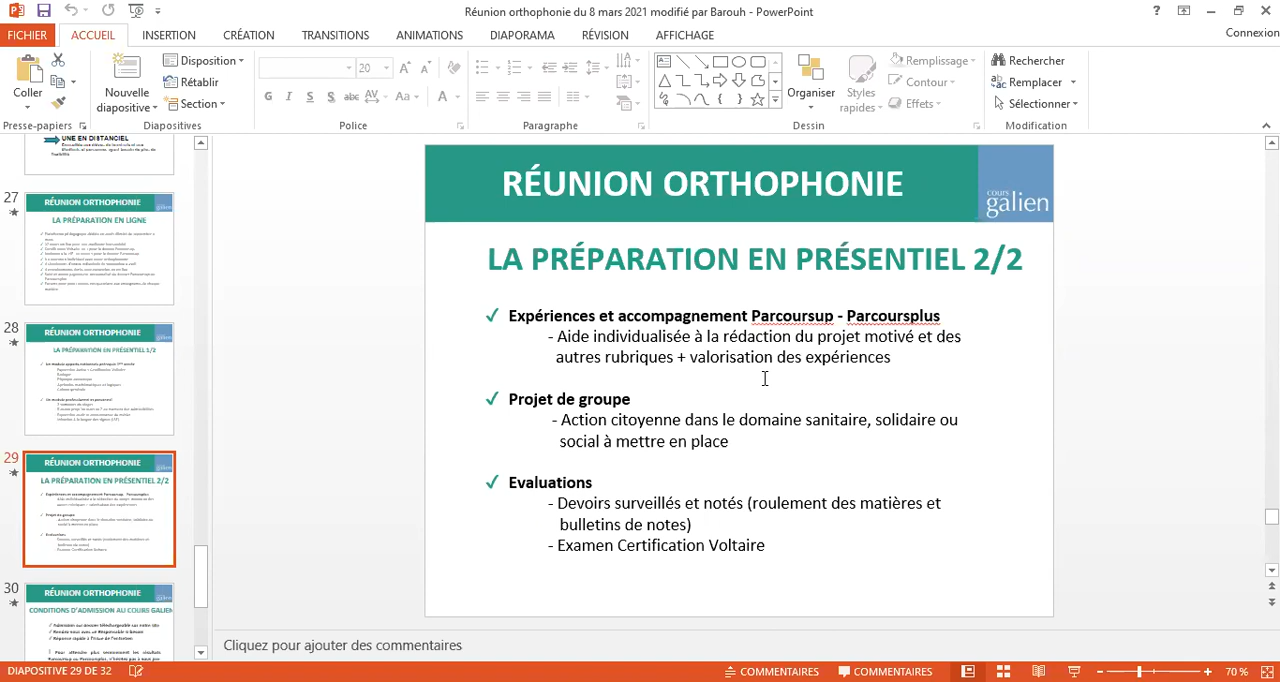 Réunion orthophonie du 8 mars 2021 modifié par Barouh - PowerPoint
?
FICHIER ACCUEIL INSERTION CRÉATION TRANSITIONS ANIMATIONS DIAPORAMA RÉVISION AFFICHAGE Connexion
Coller
Presse-papiers
Nouvelle diapositive
Disposition
Rétablir
Section
Diapositives
20
G I S S abc AV Aa A
Police
Paragraphe
Organiser
Styles rapides
Remplissage
Contour
Effets
Dessin
Rechercher
Remplacer
Sélectionner
Modification
UNE EN DISTANCIEL
27
RÉUNION ORTHOPHONIE
LA PRÉPARATION EN LIGNE
28
RÉUNION ORTHOPHONIE
LA PRÉPARATION EN PRÉSENTIEL 1/2
29
RÉUNION ORTHOPHONIE
LA PRÉPARATION EN PRÉSENTIEL 2/2
30
RÉUNION ORTHOPHONIE
CONDITIONS D'ADMISSION AU COURS GALIEN
RÉUNION ORTHOPHONIE
cours
galien
LA PRÉPARATION EN PRÉSENTIEL 2/2
✓ Expériences et accompagnement Parcoursup - Parcoursplus
- Aide individualisée à la rédaction du projet motivé et des
autres rubriques + valorisation des expériences
✓ Projet de groupe
- Action citoyenne dans le domaine sanitaire, solidaire ou
social à mettre en place
✓ Evaluations
- Devoirs surveillés et notés (roulement des matières et
bulletins de notes)
- Examen Certification Voltaire
Cliquez pour ajouter des commentaires
DIAPOSITIVE 29 DE 32 COMMENTAIRES COMMENTAIRES 70 %